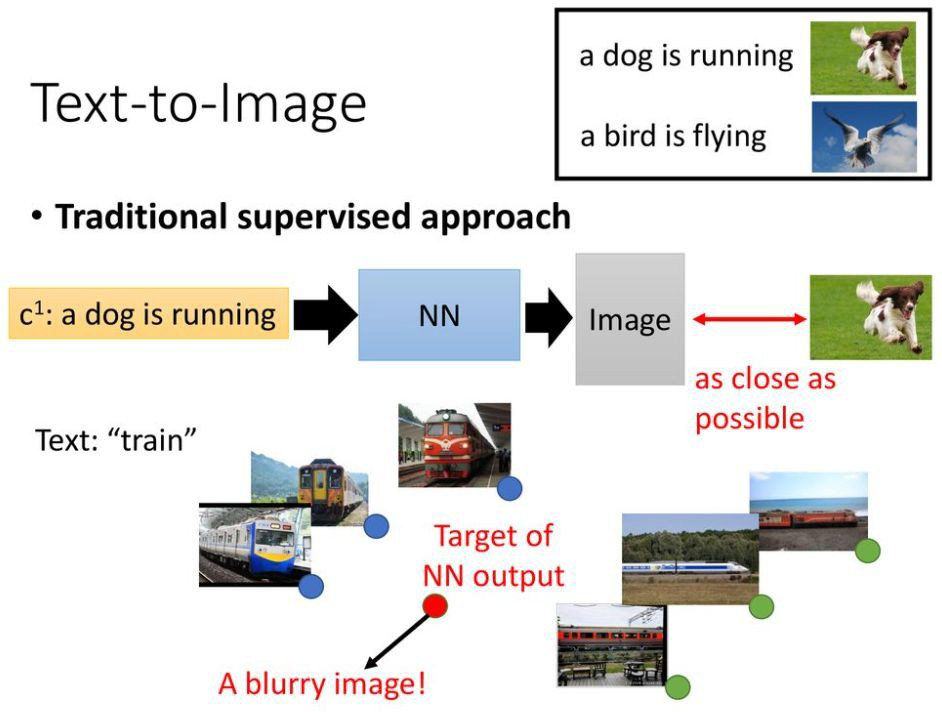 a dog is running
Text-to-Image
a bird is flying
• Traditional supervised approach
c¹: a dog is running
NN
Image
as close as
possible
Text: “train”
Target of
NN output
A blurry image!